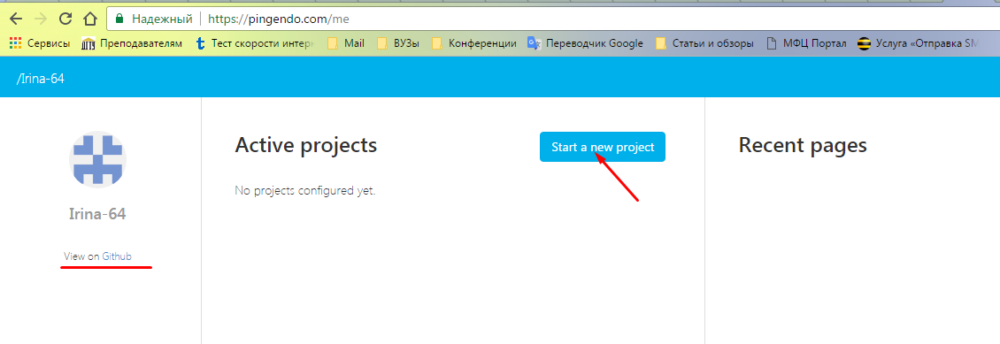 Надежный https://pingendo.com/me
Сервисы Преподавателям Тест скорости интерн Mail ВУЗы Конференции Переводчик Google Статьи и обзоры МФЦ Портал Услуга «Отправка SM
/Irina-64
Active projects
Start a new project
Recent pages
No projects configured yet.
Irina-64
View on Github